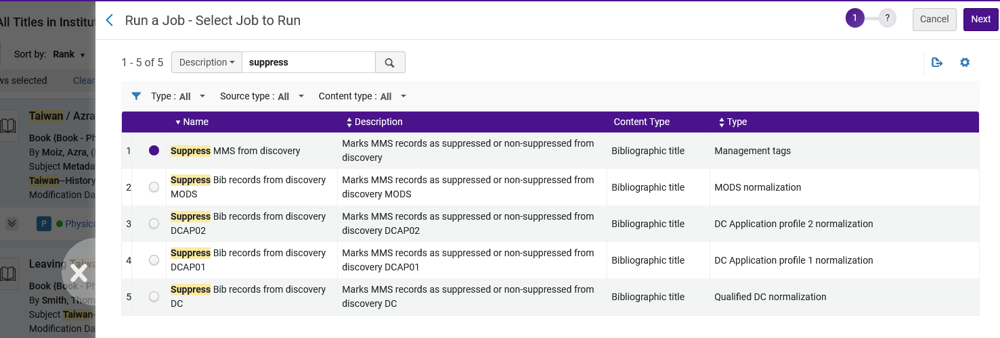 All Titles in Institut
Run a Job - Select Job to Run
1
?
Cancel
Next
Sort by: Rank
ws selected
Clear
1 - 5 of 5
Description
suppress
Type : All
Source type : All
Content type : All
Name
Description
Content Type
Type
1
Suppress MMS from discovery
Marks MMS records as suppressed or non-suppressed from
discovery
Bibliographic title
Management tags
2
Suppress Bib records from discovery
MODS
Marks MMS records as suppressed or non-suppressed from
discovery MODS
Bibliographic title
MODS normalization
3
Suppress Bib records from discovery
DCAP02
Marks MMS records as suppressed or non-suppressed from
discovery DCAP02
Bibliographic title
DC Application profile 2 normalization
4
Suppress Bib records from discovery
DCAP01
Marks MMS records as suppressed or non-suppressed from
discovery DCAP01
Bibliographic title
DC Application profile 1 normalization
5
Suppress Bib records from discovery
DC
Marks MMS records as suppressed or non-suppressed from
discovery DC
Bibliographic title
Qualified DC normalization
Taiwan / Azra
Book {Book - Ph
By Moiz, Azra, (
Subject Metada
Taiwan--History
Modification Da
P
Physica
Leaving Taiwa
Book {Book - Ph
By Smith, Thom
Subject Taiwan-
Modification Da